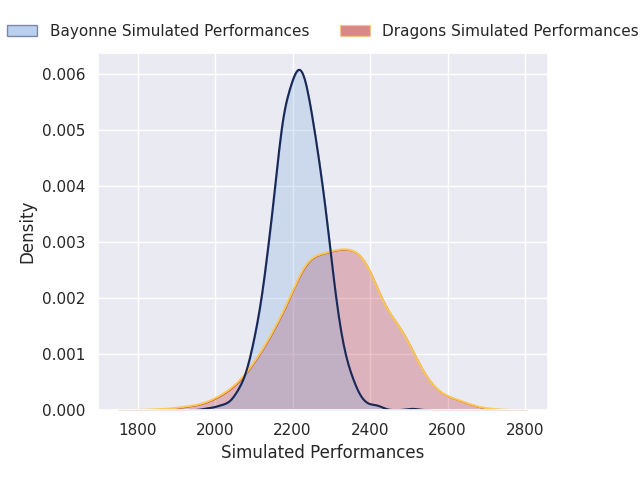 Bayonne Simulated Performances Dragons Simulated Performances
0.006
0.005
0.004
0.003
0.002
0.001
0.000
Density
1800 2000 2200 2400 2600 2800
Simulated Performances